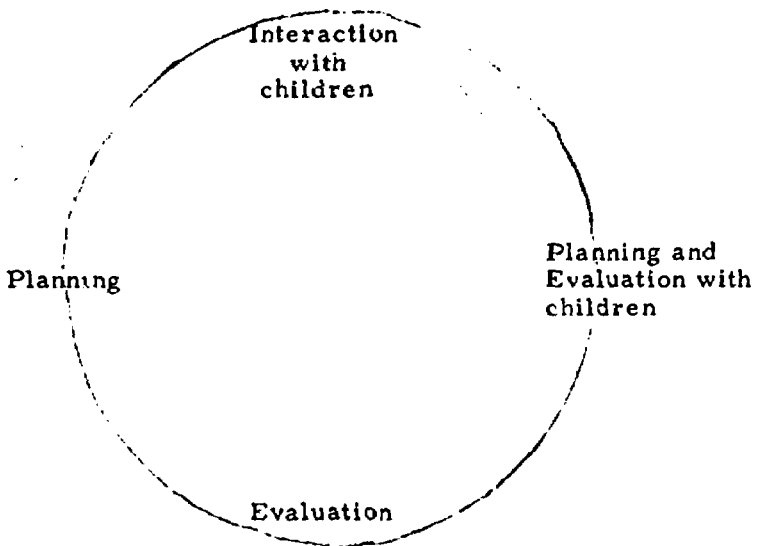 Interaction
with
children
Planning
Planning and
Evaluation with
children
Evaluation